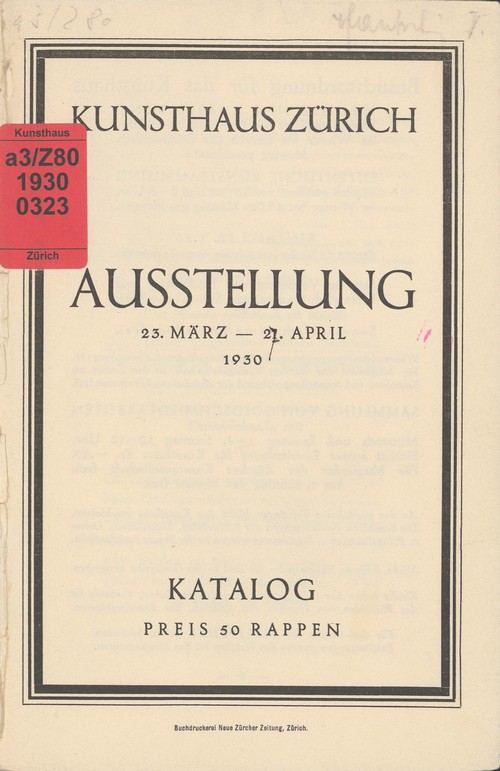 a3/Z80
KUNSTHAUS ZÜRICH
Kunsthaus
a3/Z80
1930
0323
Zürich
AUSSTELLUNG
23. MÄRZ — 27. APRIL
1930
KATALOG
PREIS 50 RAPPEN
Buchdruckerei Neue Zürcher Zeitung, Zürich.